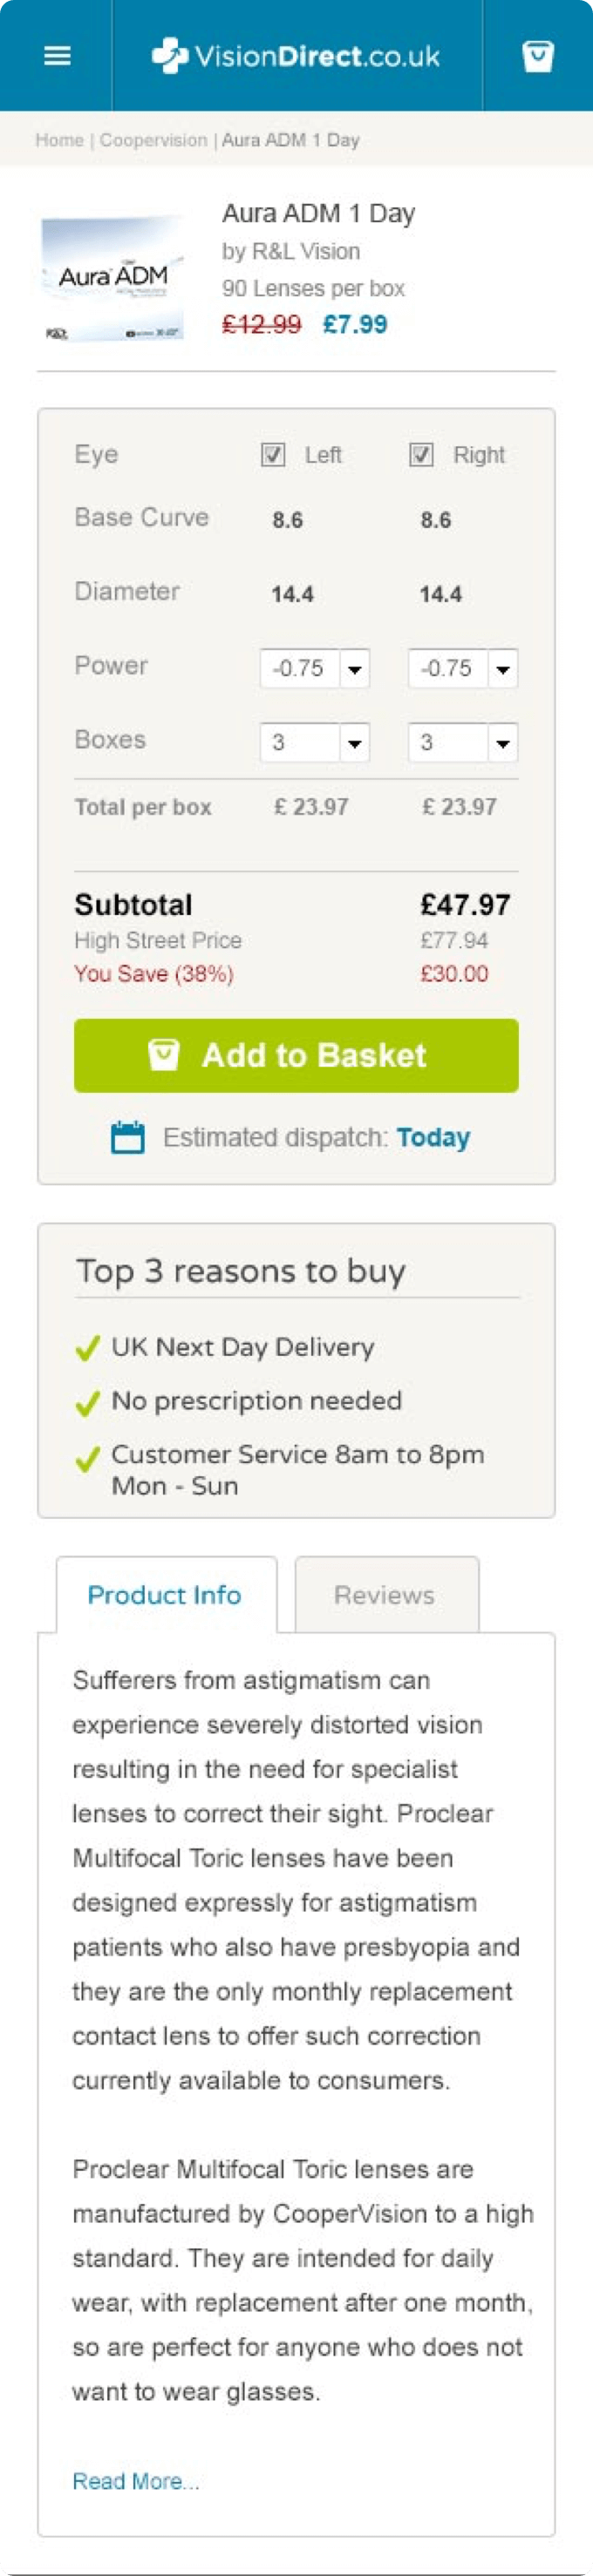 VisionDirect.co.uk
Home | Coopervision | Aura ADM 1 Day
Aura ADM 1 Day
by R&L Vision
90 Lenses per box
£12.99 £7.99
Aura ADM
Eye Left Right
Base Curve 8.6 8.6
Diameter 14.4 14.4
Power -0.75 -0.75
Boxes 3 3
Total per box £ 23.97 £ 23.97
Subtotal £47.97
High Street Price £77.94
You Save (38%) £30.00
Add to Basket
Estimated dispatch: Today
Top 3 reasons to buy
UK Next Day Delivery
No prescription needed
Customer Service 8am to 8pm
Mon - Sun
Product Info Reviews
Sufferers from astigmatism can
experience severely distorted vision
resulting in the need for specialist
lenses to correct their sight. Proclear
Multifocal Toric lenses have been
designed expressly for astigmatism
patients who also have presbyopia and
they are the only monthly replacement
contact lens to offer such correction
currently available to consumers.
Proclear Multifocal Toric lenses are
manufactured by CooperVision to a high
standard. They are intended for daily
wear, with replacement after one month,
so are perfect for anyone who does not
want to wear glasses.
Read More...